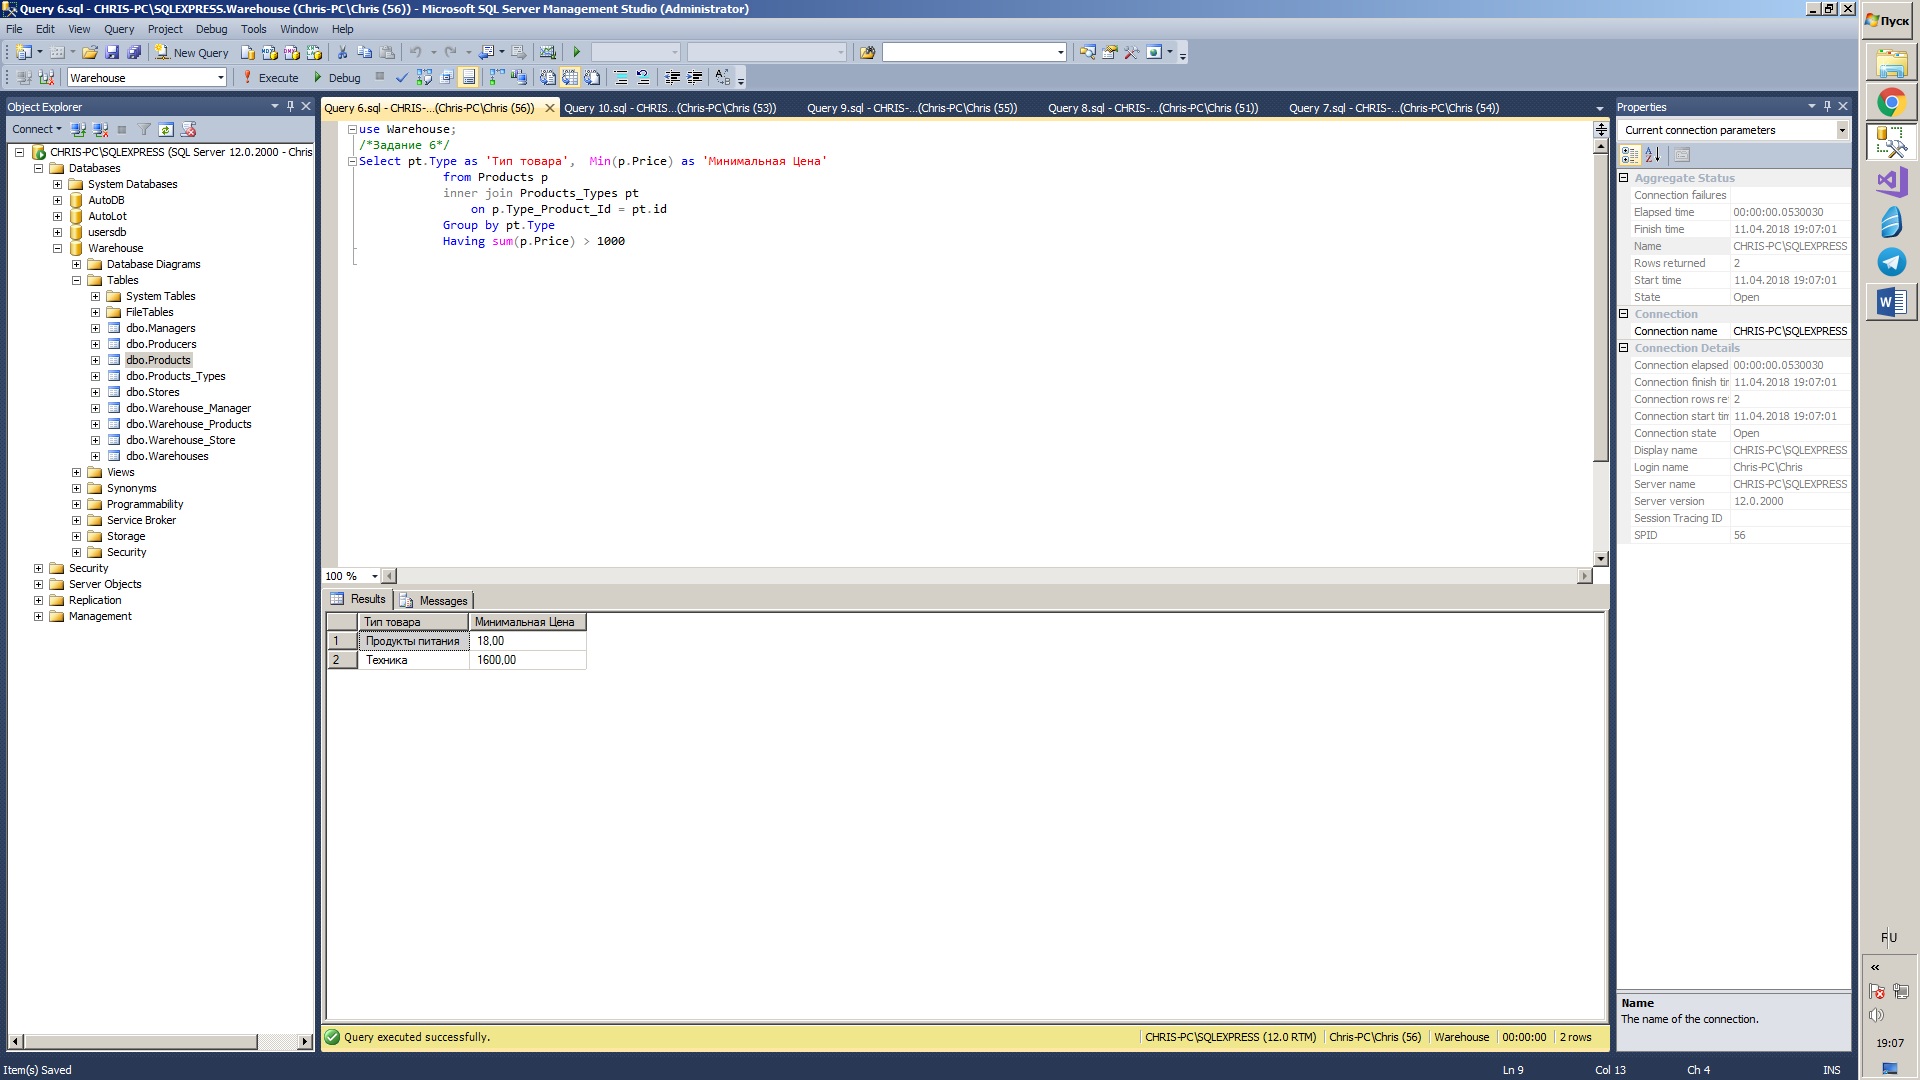 Query 6.sql - CHRIS-PC\SQLEXPRESS.Warehouse (Chris-PC\Chris (56)) - Microsoft SQL Server Management Studio (Administrator)
File Edit View Query Project Debug Tools Window Help
New Query
Warehouse Execute Debug
Object Explorer
Connect
CHRIS-PC\SQLEXPRESS (SQL Server 12.0.2000 - Chris
Databases
System Databases
AutoDB
AutoLot
usersdb
Warehouse
Database Diagrams
Tables
System Tables
FileTables
dbo.Managers
dbo.Producers
dbo.Products
dbo.Products_Types
dbo.Stores
dbo.Warehouse_Manager
dbo.Warehouse_Products
dbo.Warehouse_Store
dbo.Warehouses
Views
Synonyms
Programmability
Service Broker
Storage
Security
Security
Server Objects
Replication
Management
Query 6.sql - CHRIS-...(Chris-PC\Chris (56)) Query 10.sql - CHRIS...(Chris-PC\Chris (53)) Query 9.sql - CHRIS-...(Chris-PC\Chris (55)) Query 8.sql - CHRIS-...(Chris-PC\Chris (51)) Query 7.sql - CHRIS-...(Chris-PC\Chris (54))
use Warehouse;
/*Задание 6*/
Select pt.Type as 'Тип товара', Min(p.Price) as 'Минимальная Цена'
from Products p
inner join Products_Types pt
on p.Type_Product_Id = pt.id
Group by pt.Type
Having sum(p.Price) > 1000
100 %
Results Messages
Тип товара Минимальная Цена
1 Продукты питания 18,00
2 Техника 1600,00
Query executed successfully. CHRIS-PC\SQLEXPRESS (12.0 RTM) Chris-PC\Chris (56) Warehouse 00:00:00 2 rows
Properties
Current connection parameters
Aggregate Status
Connection failures
Elapsed time 00:00:00.0530030
Finish time 11.04.2018 19:07:01
Name CHRIS-PC\SQLEXPRESS
Rows returned 2
Start time 11.04.2018 19:07:01
State Open
Connection
Connection name CHRIS-PC\SQLEXPRESS
Connection Details
Connection elapsed 00:00:00.0530030
Connection finish tir 11.04.2018 19:07:01
Connection rows re 2
Connection start tim 11.04.2018 19:07:01
Connection state Open
Display name CHRIS-PC\SQLEXPRESS
Login name Chris-PC\Chris
Server name CHRIS-PC\SQLEXPRESS
Server version 12.0.2000
Session Tracing ID
SPID 56
Name
The name of the connection.
Item(s) Saved Ln 9 Col 13 Ch 4 INS
Пуск
RU
19:07